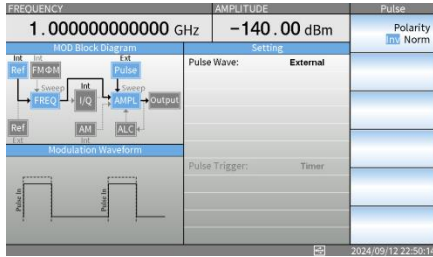 FREQUENCY
AMPLITUDE
Pulse
1.000000000000 GHz
-140.00 dBm
Polarity
Inv Norm
MOD Block Diagram
Setting
Int
Int
Ext
Ref
FMΦM
Pulse
Pulse Wave:
External
Sweep
Int
Sweep
FREQ
I/Q
AMPL
Output
Ref
AM
ALC
Ext
Int
Modulation Waveform
Pulse Trigger:
Timer
Pulse In
Pulse In
2024/09/12 22:50:14